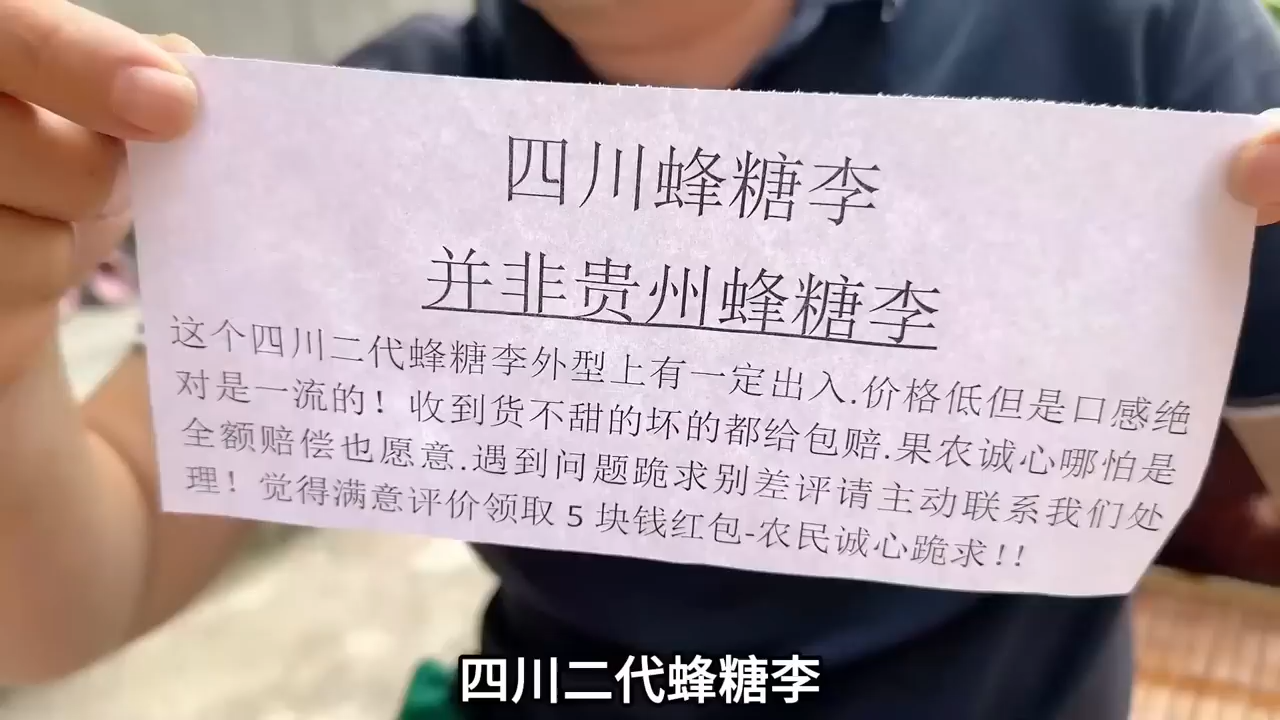 四川蜂糖李
并非贵州蜂糖李
这个四川二代蜂糖李外型上有一定出入.价格低但是口感绝
对是一流的！收到货不甜的坏的都给包赔.果农诚心哪怕是
全额赔偿也愿意.遇到问题跪求别差评请主动联系我们处
理！觉得满意评价领取 5 块钱红包-农民诚心跪求!!
四川二代蜂糖李